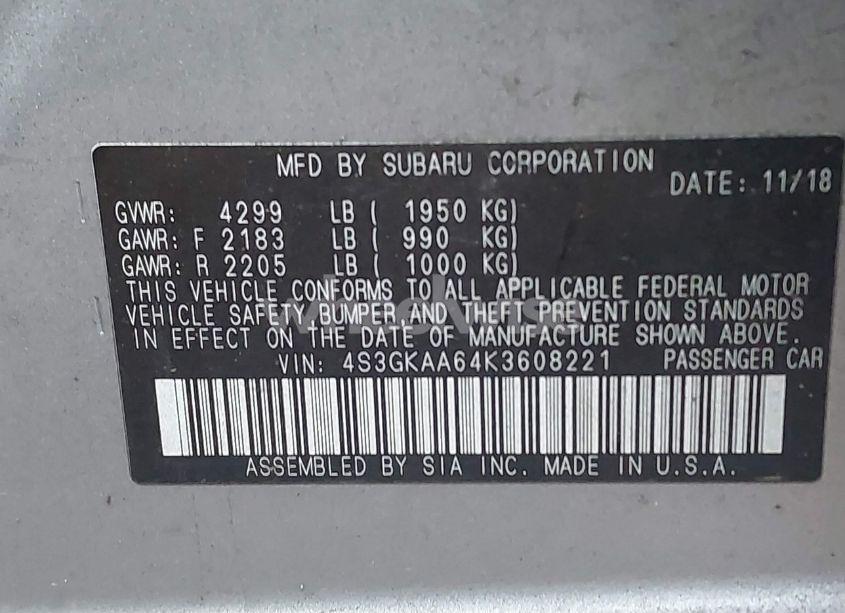 MFD BY SUBARU CORPORATION
DATE: 11/18
GVWR: 4299 LB ( 1950 KG)
GAWR: F 2183 LB ( 990 KG)
GAWR: R 2205 LB ( 1000 KG)
THIS VEHICLE CONFORMS TO ALL APPLICABLE FEDERAL MOTOR
VEHICLE SAFETY, BUMPER AND THEFT PREVENTION STANDARDS
IN EFFECT ON THE DATE OF MANUFACTURE SHOWN ABOVE.
VIN: 4S3GKAA64K3608221 PASSENGER CAR
ASSEMBLED BY SIA INC. MADE IN U.S.A.